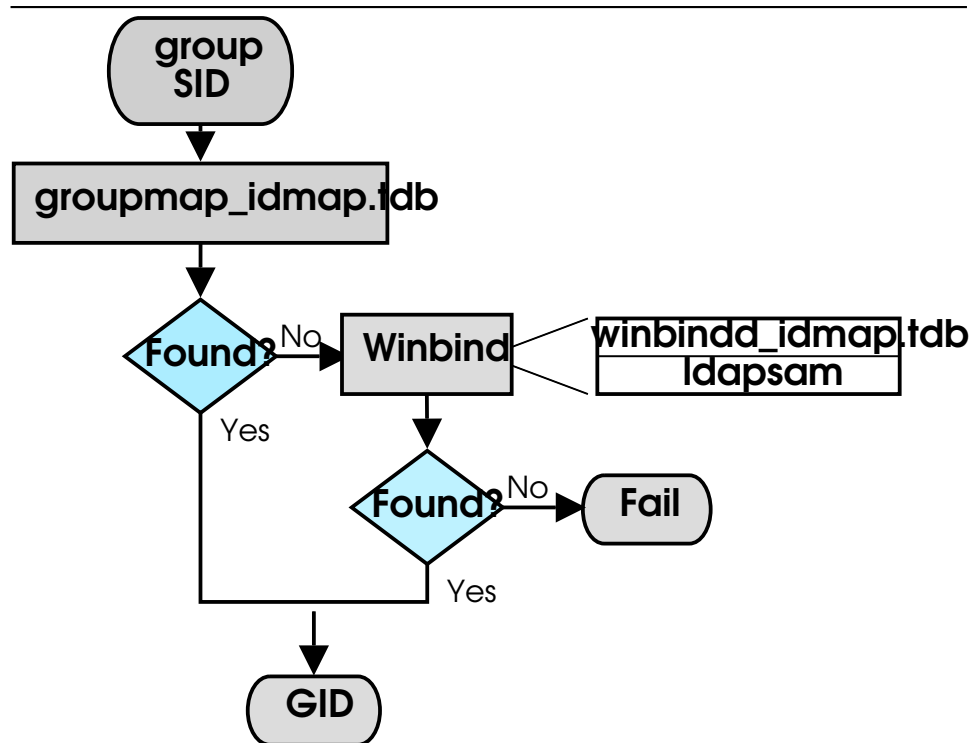 group
SID
groupmap_idmap.tdb
Found?
No
Winbind
winbindd_idmap.tdb
ldapsam
Yes
Found?
No
Fail
Yes
GID